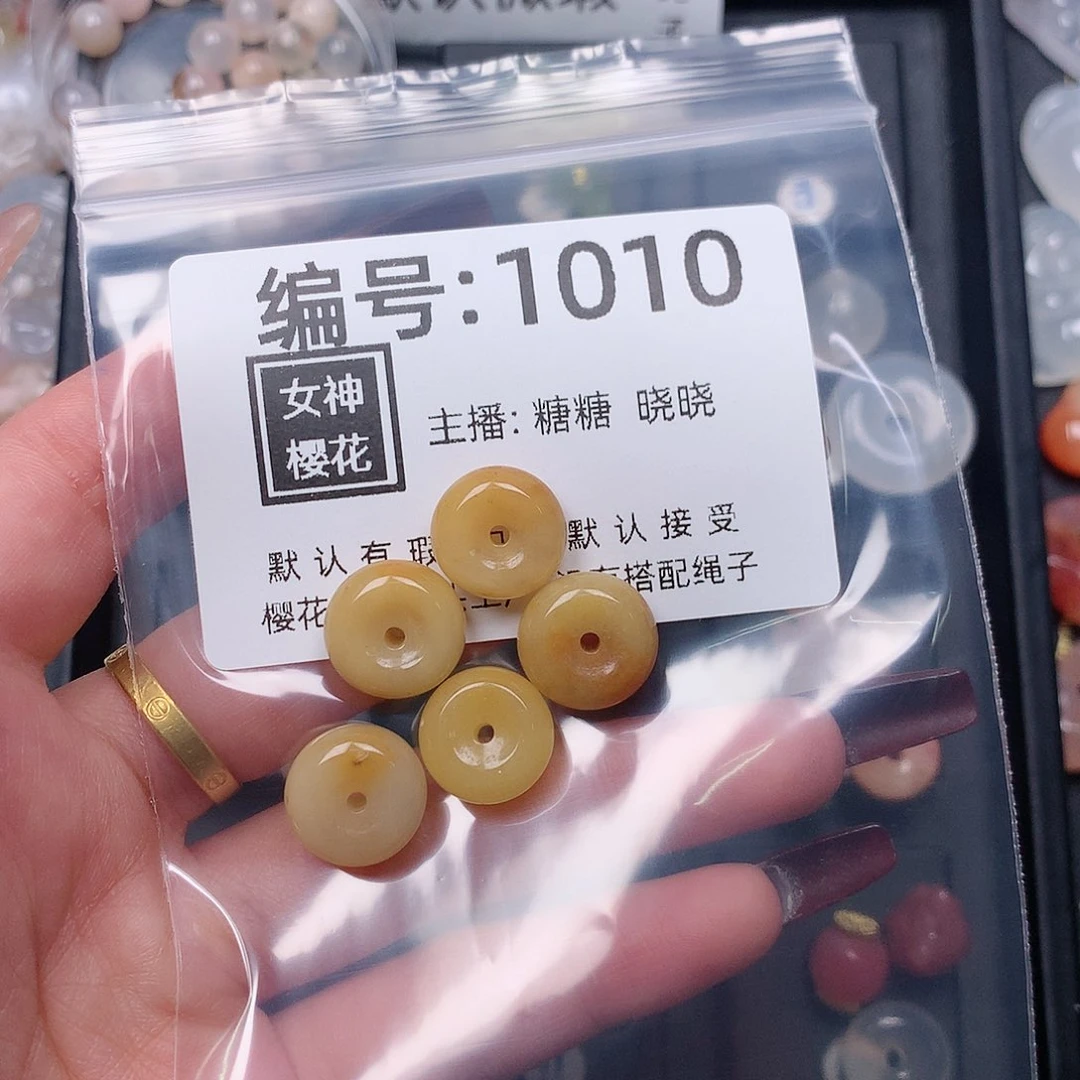 编号:1010
女神
樱花
主播: 糖糖 晓晓
默认有瑕 默认接受
樱花 搭配绳子